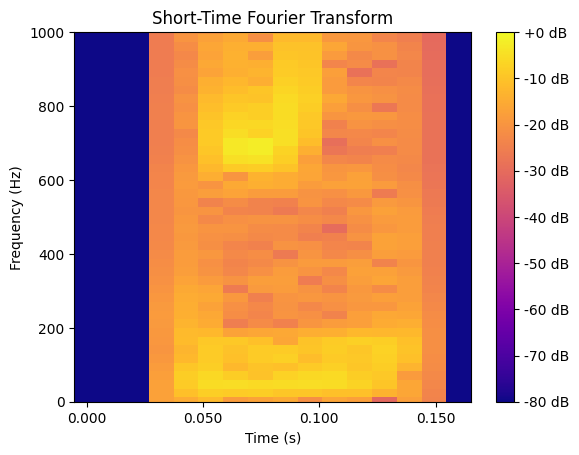 Short-Time Fourier Transform
1000
800
600
400
200
0
Frequency (Hz)
0.000
0.050
0.100
0.150
Time (s)
+0 dB
-10 dB
-20 dB
-30 dB
-40 dB
-50 dB
-60 dB
-70 dB
-80 dB